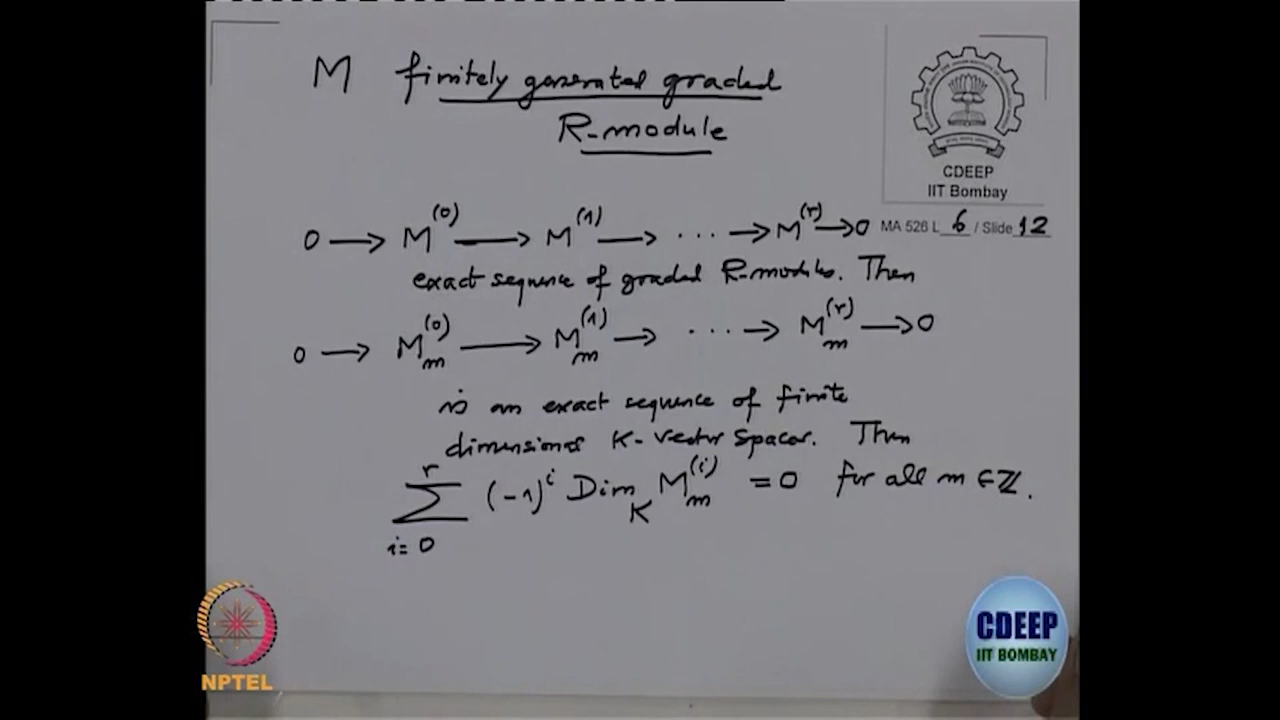 M finitely generated graded
R-module
CDEEP
IIT Bombay
0 → M^(0) → M^(1) → ··· → M^(r) → 0
MA 526 L 6 / Slide 12
exact sequence of graded R-modules. Then
0 → M_m^(0) → M_m^(1) → ··· → M_m^(r) → 0
is an exact sequence of finite
dimensional K-vector spaces. Then
∑_{i=0}^{r} (-1)^i Dim_K M_m^(i) = 0 for all m ∈ ℤ.
NPTEL
CDEEP
IIT BOMBAY